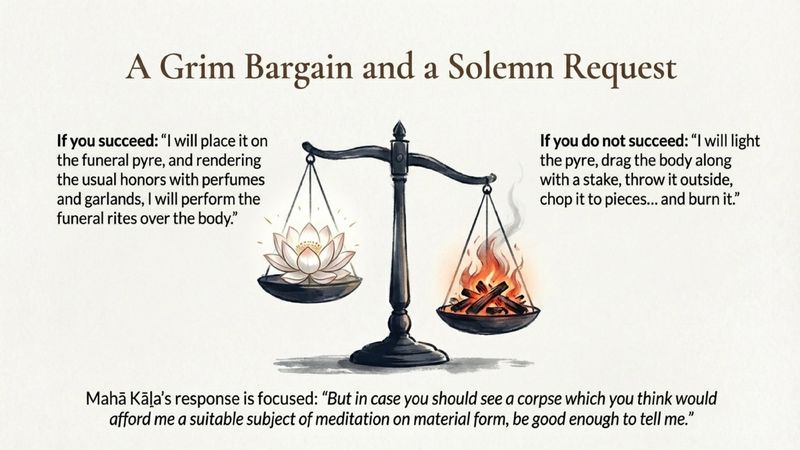 A Grim Bargain and a Solemn Request
If you succeed: “I will place it on
the funeral pyre, and rendering
the usual honors with perfumes
and garlands, I will perform the
funeral rites over the body.”
If you do not succeed: “I will light
the pyre, drag the body along
with a stake, throw it outside,
chop it to pieces... and burn it.”
Mahā Kāḷa’s response is focused: “But in case you should see a corpse which you think would
afford me a suitable subject of meditation on material form, be good enough to tell me.”